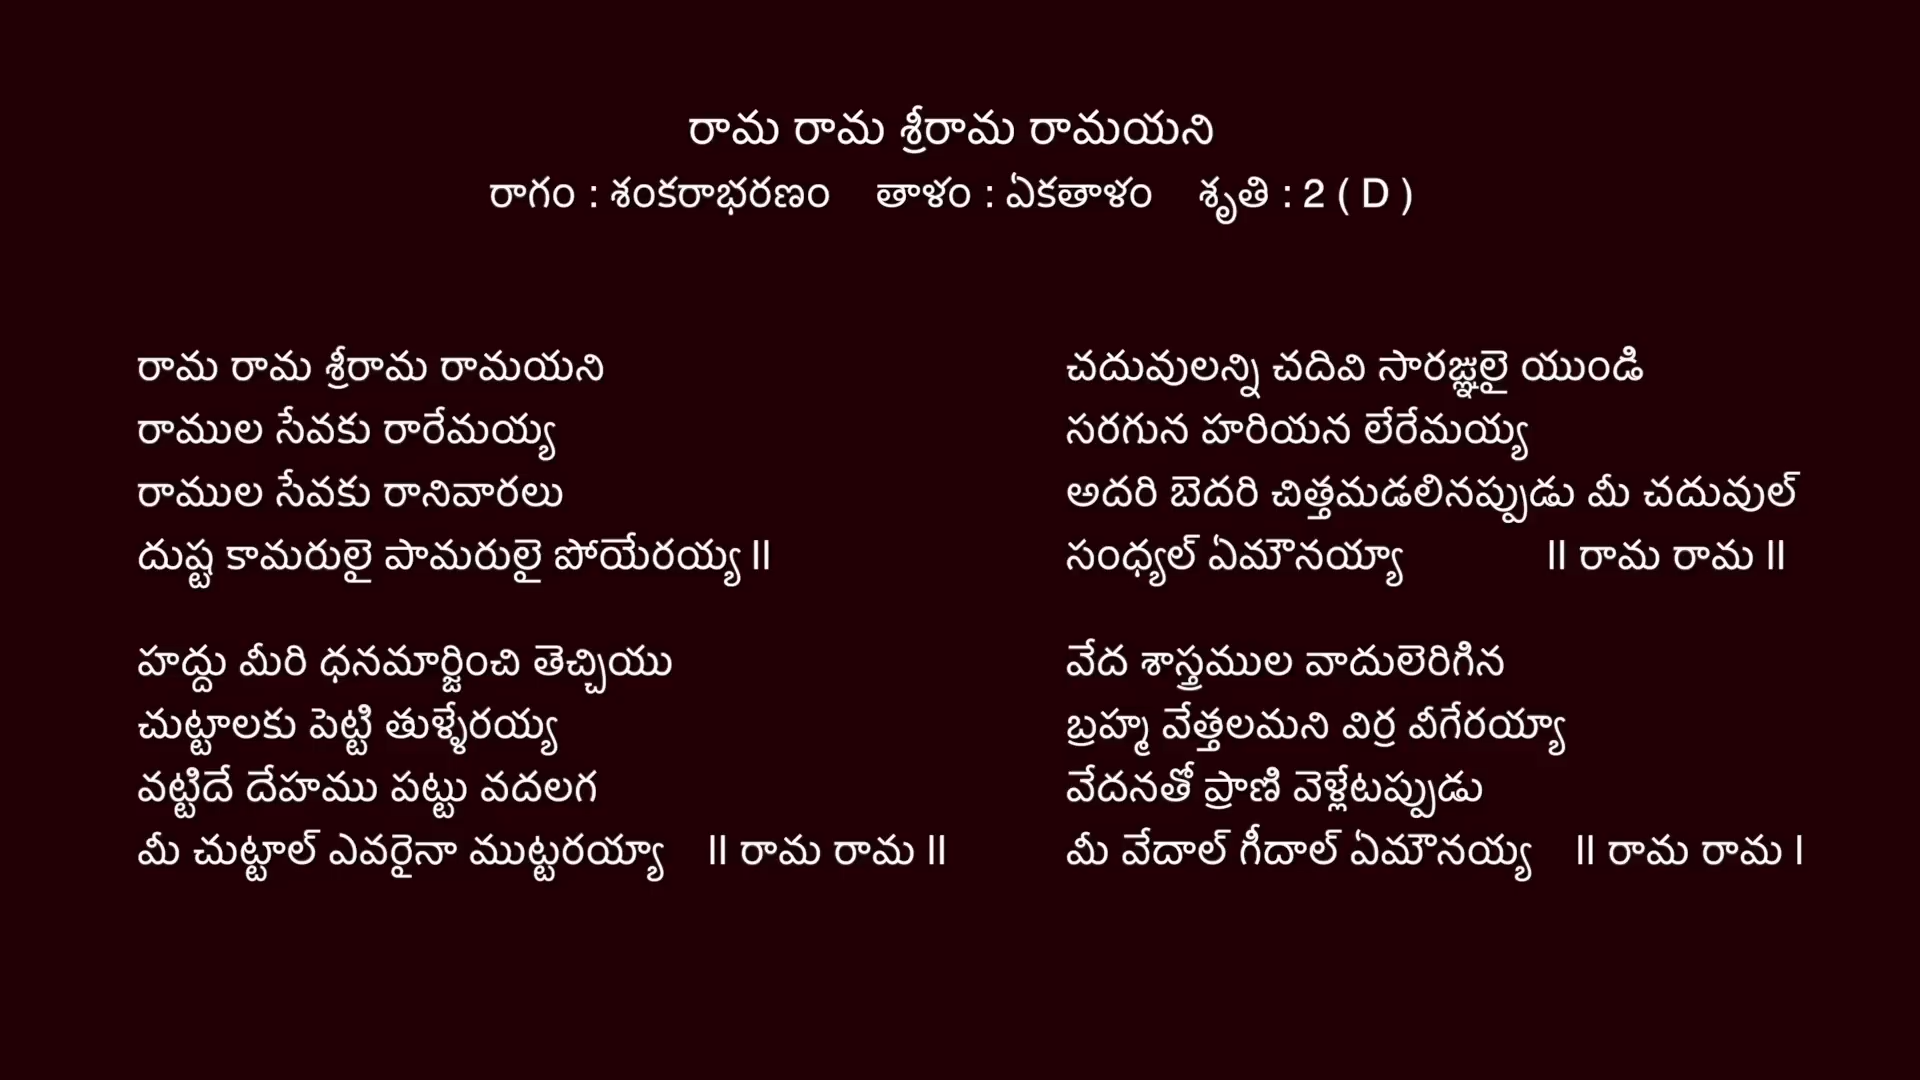 రామ రామ శ్రీరామ రామయని
రాగం : శంకరాభరణం తాళం : ఏకతాళం శృతి : 2 ( D )
రామ రామ శ్రీరామ రామయని
రాముల సేవకు రారేమయ్య
రాముల సేవకు రానివారలు
దుష్ట కామరులై పామరులై పోయేరయ్య ||
హద్దు మీరి ధనమార్జించి తెచ్చియు
చుట్టాలకు పెట్టి తుళ్ళేరయ్య
వట్టిదే దేహము పట్టు వదలగ
మీ చుట్టాల్ ఎవరైనా ముట్టరయ్యా || రామ రామ ||
చదువులన్ని చదివి సారఙ్ఞులై యుండి
సరగున హరియన లేరేమయ్య
అదరి బెదరి చిత్తమడలినప్పుడు మీ చదువుల్
సంధ్యల్ ఏమౌనయ్యా || రామ రామ ||
వేద శాస్త్రముల వాదులెరిగిన
బ్రహ్మ వేత్తలమని విర్ర వీగేరయ్యా
వేదనతో ప్రాణి వెళ్లేటప్పుడు
మీ వేదాల్ గీదాల్ ఏమౌనయ్య || రామ రామ |